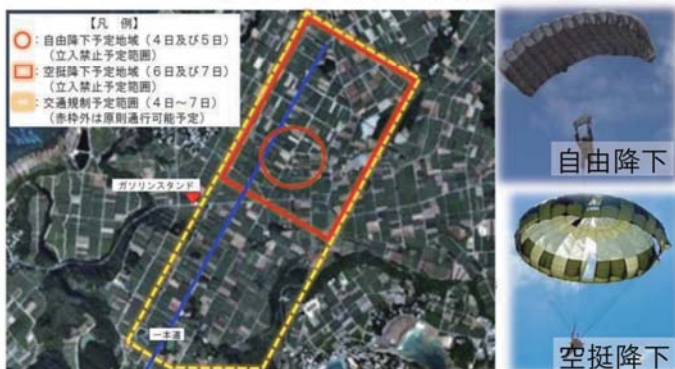 【凡 例】
：自由降下予定地域（4日及び5日）
（立入禁止予定範囲）
：空挺降下予定地域（6日及び7日）
（立入禁止予定範囲）
：交通規制予定範囲（4日～7日）
（赤枠外は原則通行可能予定）
ガソリンスタンド
一本道
自由降下
空挺降下